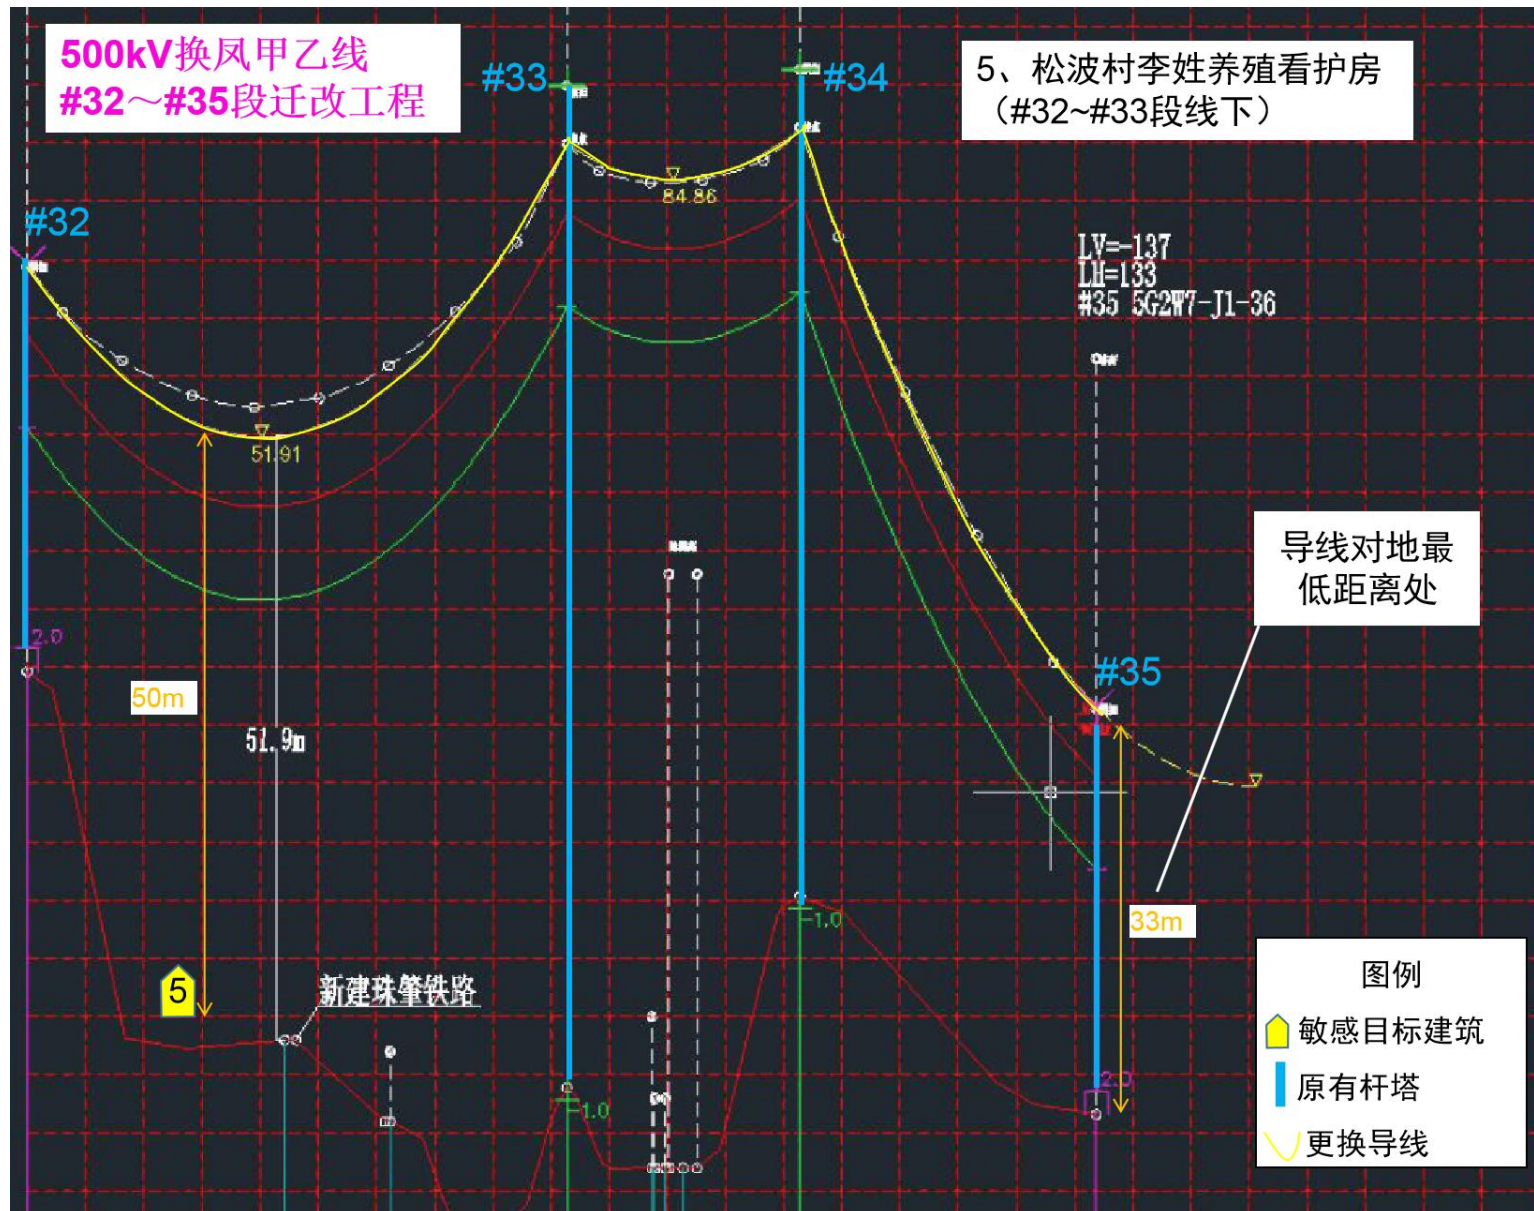 500kV换凤甲乙线
#32～#35段迁改工程
#33
#34
5、松波村李姓养殖看护房
（#32~#33段线下）
#32
84.86
LV=-137
LH=133
#35 5G2W7-J1-36
51.91
导线对地最
低距离处
2.0
#35
50m
51.9m
33m
-1.0
5
新建珠肇铁路
图例
敏感目标建筑
2.0
原有杆塔
-1.0
更换导线